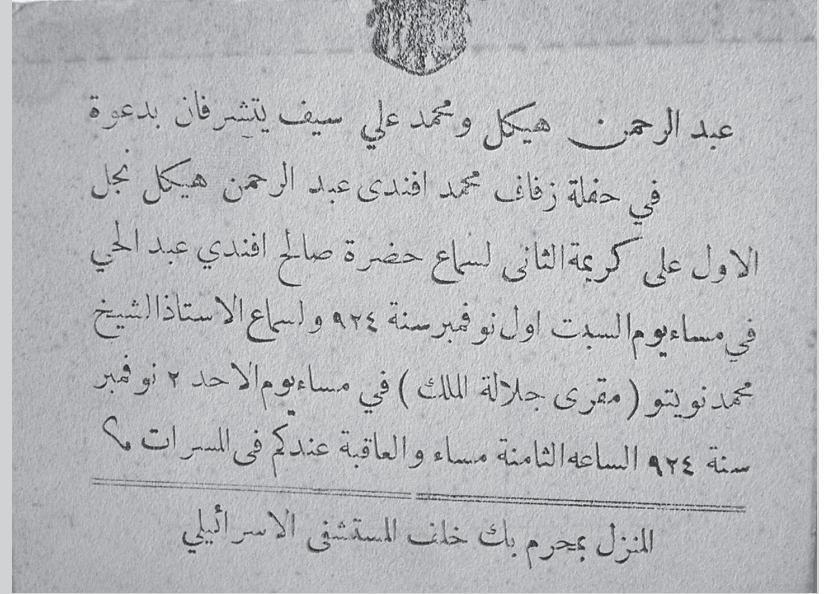 عبد الرحمن هيكل ومحمد علي سيف يتشرفان بدعوة
في حفلة زفاف محمد افندى عبد الرحمن هيكل نجل
الاول على كريمة الثانى لسماع حضرة صالح افندي عبد الحي
في مساء يوم السبت اول نوفمبر سنة ٩٢٤ ولسماع الاستاذ الشيخ
محمد نويتو ( مقرى جلالة الملك ) في مساء يوم الاحد ٢ نوفمبر
سنة ٩٢٤ الساعه الثامنة مساء والعاقبة عندكم فى المسرات
المنزل بمحرم بك خلف المستشفى الاسرائيلي